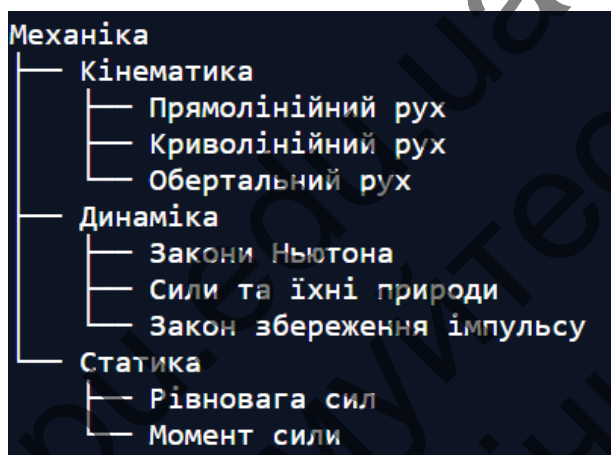 Механіка
Кінематика
Прямолінійний рух
Криволінійний рух
Обертальний рух
Динаміка
Закони Ньютона
Сили та їхні природи
Закон збереження імпульсу
Статика
Рівновага сил
Момент сили